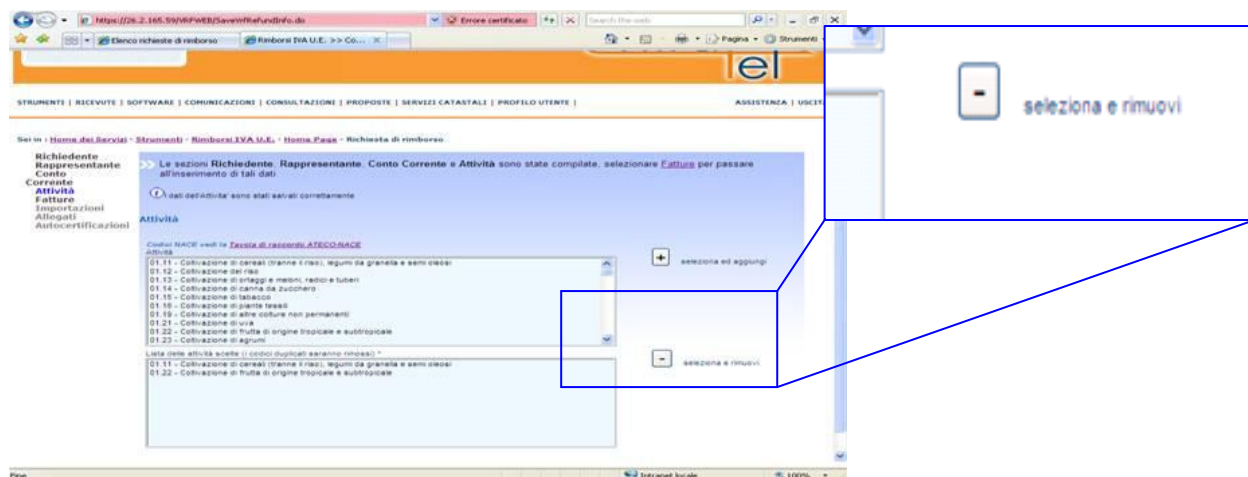 https://26.2.165.59/VRFWEB/SaveVfRefundInfo.do
Errore certificato
Search the web
Elenco richieste di rimborso
Rimborsi IVA U.E. >> Co...
Pagina
Strumenti
el
STRUMENTI | RICEVUTE | SOFTWARE | COMUNICAZIONI | CONSULTAZIONI | PROPOSTE | SERVIZI CATASTALI | PROFILO UTENTE |
ASSISTENZA | USCITA
Sei in : Home dei Servizi - Strumenti - Rimborsi IVA U.E. - Home Page - Richiesta di rimborso
Richiedente
Rappresentante
Conto
Corrente
Attività
Fatture
Importazioni
Allegati
Autocertificazioni
>> Le sezioni Richiedente, Rappresentante, Conto Corrente e Attività sono state compilate, selezionare Fatture per passare
all'inserimento di tali dati
i dati dell'Attivita' sono stati salvati correttamente
Attività
Codici NACE vedi la Tavola di raccordo ATECO-NACE
Attività
01.11 - Coltivazione di cereali (tranne il riso), legumi da granella e semi oleosi
01.12 - Coltivazione del riso
01.13 - Coltivazione di ortaggi e meloni, radici e tuberi
01.14 - Coltivazione di canna da zucchero
01.15 - Coltivazione di tabacco
01.16 - Coltivazione di piante tessili
01.19 - Coltivazione di altre colture non permanenti
01.21 - Coltivazione di uva
01.22 - Coltivazione di frutta di origine tropicale e subtropicale
01.23 - Coltivazione di agrumi
+ seleziona ed aggiungi
Lista delle attività scelte (i codici duplicati saranno rimossi) *
01.11 - Coltivazione di cereali (tranne il riso), legumi da granella e semi oleosi
01.22 - Coltivazione di frutta di origine tropicale e subtropicale
- seleziona e rimuovi
- seleziona e rimuovi
Fine
Intranet locale
100%